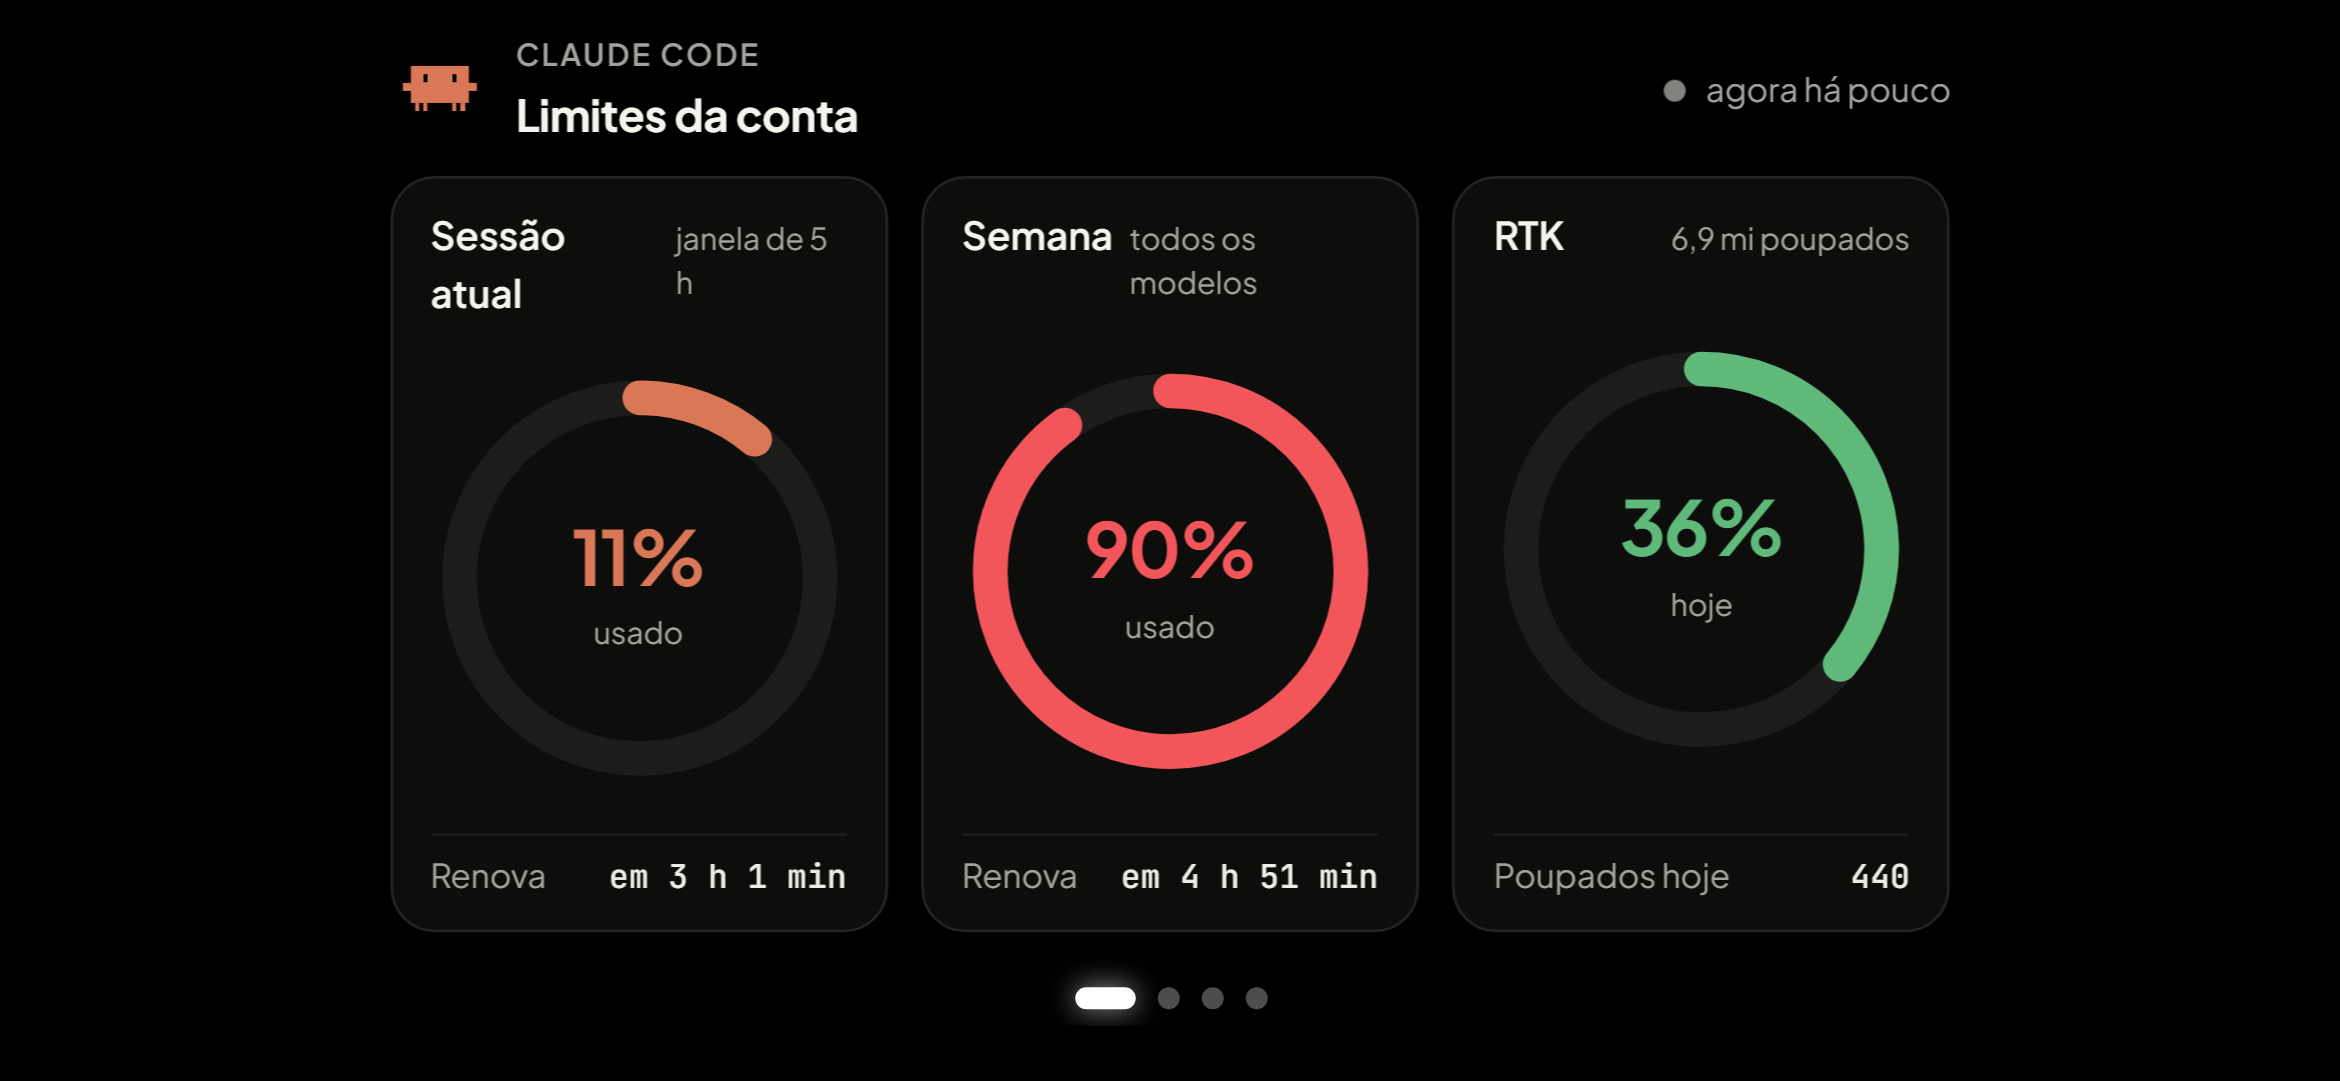 CLAUDE CODE
Limites da conta
agora há pouco
Sessão
atual
janela de 5
h
11%
usado
Renova em 3 h 1 min
Semana
todos os
modelos
90%
usado
Renova em 4 h 51 min
RTK
6,9 mi poupados
36%
hoje
Poupados hoje 440